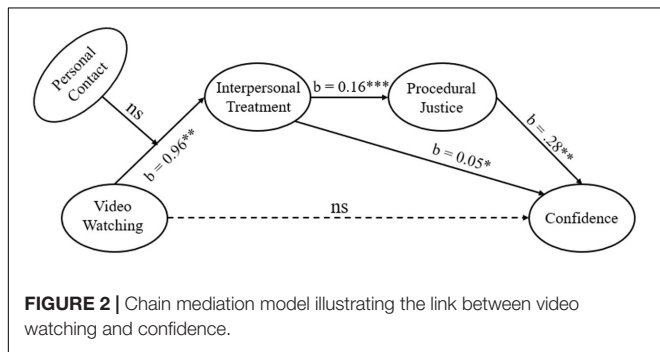 Personal
Contact
ns
b = 0.96**
Interpersonal
Treatment
b = 0.16***
Procedural
Justice
b = .28**
b = 0.05*
Video
Watching
ns
Confidence
FIGURE 2 | Chain mediation model illustrating the link between video
watching and confidence.